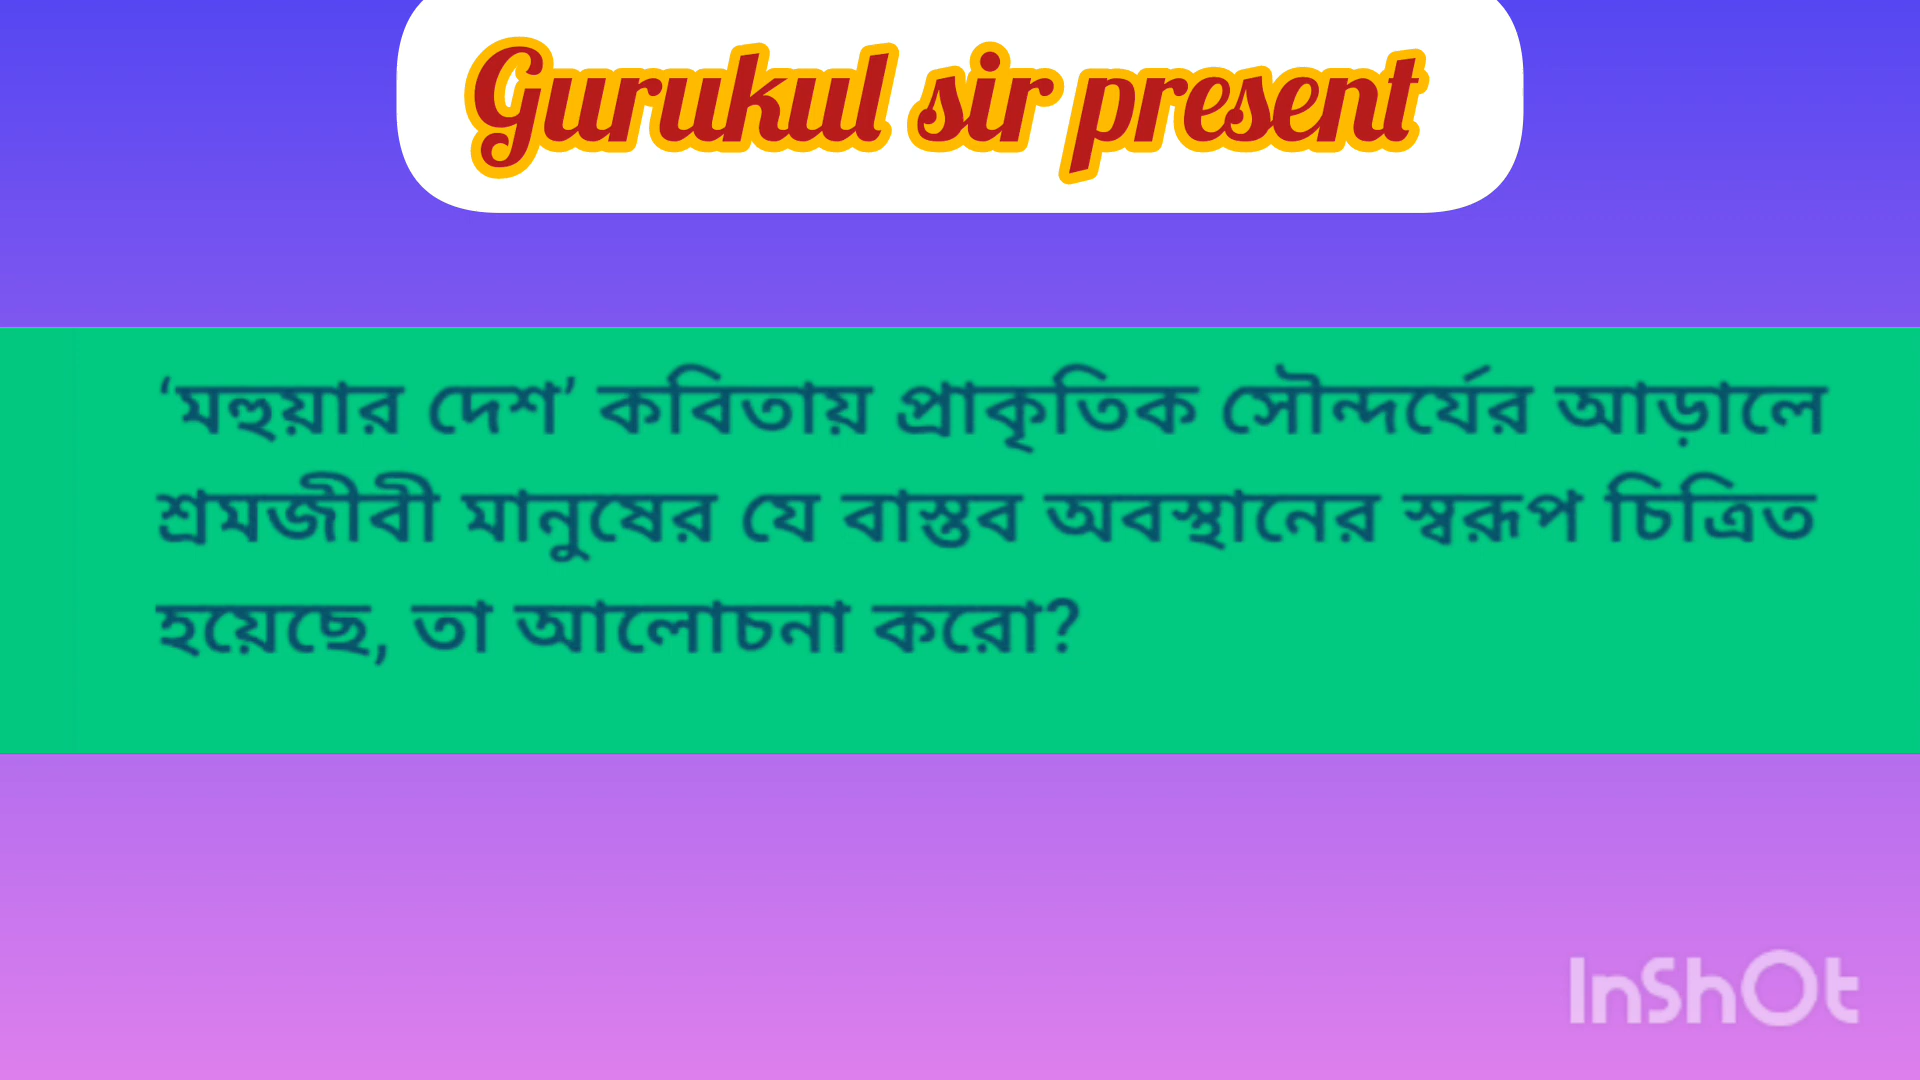 Gurukul sir present
‘মহুয়ার দেশ’ কবিতায় প্রাকৃতিক সৌন্দর্যের আড়ালে
শ্রমজীবী মানুষের যে বাস্তব অবস্থানের স্বরূপ চিত্রিত
হয়েছে, তা আলোচনা করো?
InShOt